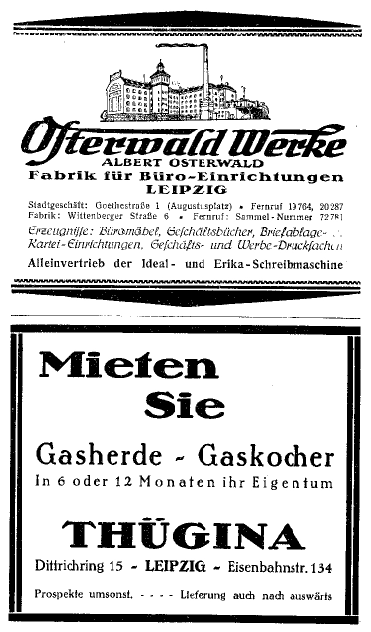 Osterwald Werke
ALBERT OSTERWALD
Fabrik für Büro-Einrichtungen
LEIPZIG
Stadtgeschäft: Goethestraße 1 (Augustusplatz) • Fernruf 13764, 20287
Fabrik: Wittenberger Straße 6 • Fernruf: Sammel-Nummer 72781
Erzeugnisse: Büromöbel, Geschäftsbücher, Briefablage-
Kartei-Einrichtungen, Geschäfts- und Werbe-Drucksachen
Alleinvertrieb der Ideal- und Erika-Schreibmaschine
Mieten
Sie
Gasherde - Gaskocher
In 6 oder 12 Monaten ihr Eigentum
THÜGINA
Dittrichring 15 - LEIPZIG - Eisenbahnstr. 134
Prospekte umsonst. - - - - Lieferung auch nach auswärts